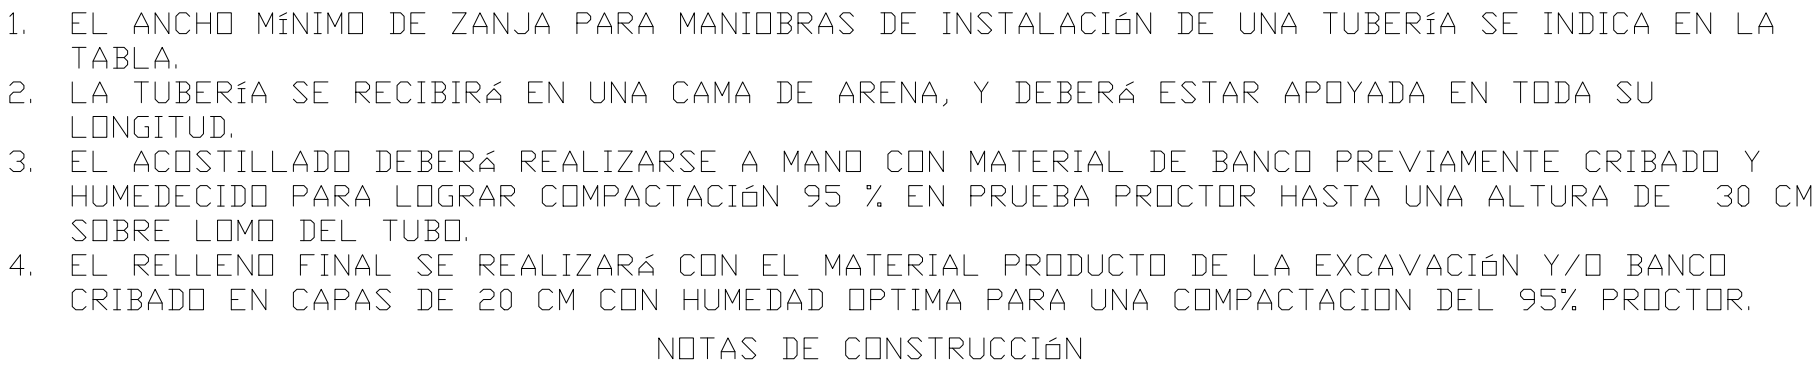 1. EL ANCHO MíNIMO DE ZANJA PARA MANIOBRAS DE INSTALACIóN DE UNA TUBERíA SE INDICA EN LA
TABLA.
2. LA TUBERíA SE RECIBIRá EN UNA CAMA DE ARENA, Y DEBERá ESTAR APOYADA EN TODA SU
LONGITUD.
3. EL ACOSTILLADO DEBERá REALIZARSE A MANO CON MATERIAL DE BANCO PREVIAMENTE CRIBADO Y
HUMEDECIDO PARA LOGRAR COMPACTACIóN 95 % EN PRUEBA PROCTOR HASTA UNA ALTURA DE 30 CM
SOBRE LOMO DEL TUBO.
4. EL RELLENO FINAL SE REALIZARá CON EL MATERIAL PRODUCTO DE LA EXCAVACIóN Y/O BANCO
CRIBADO EN CAPAS DE 20 CM CON HUMEDAD OPTIMA PARA UNA COMPACTACION DEL 95% PROCTOR.
NOTAS DE CONSTRUCCIóN